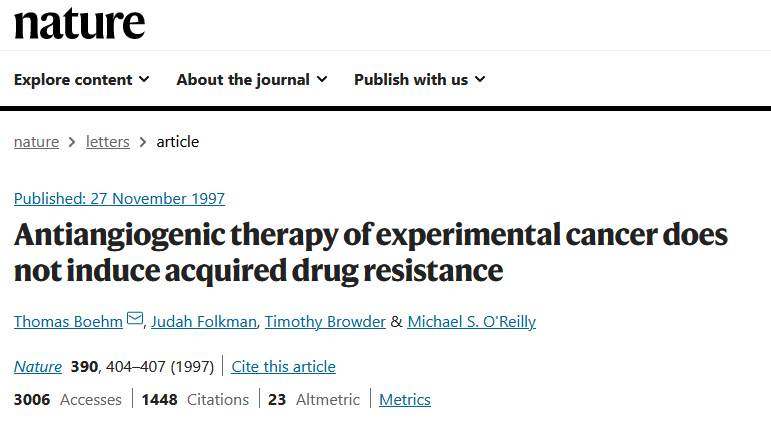 nature
Explore content About the journal Publish with us
nature > letters > article
Published: 27 November 1997
Antiangiogenic therapy of experimental cancer does
not induce acquired drug resistance
Thomas Boehm, Judah Folkman, Timothy Browder & Michael S. O'Reilly
Nature 390, 404–407 (1997) | Cite this article
3006 Accesses | 1448 Citations | 23 Altmetric | Metrics